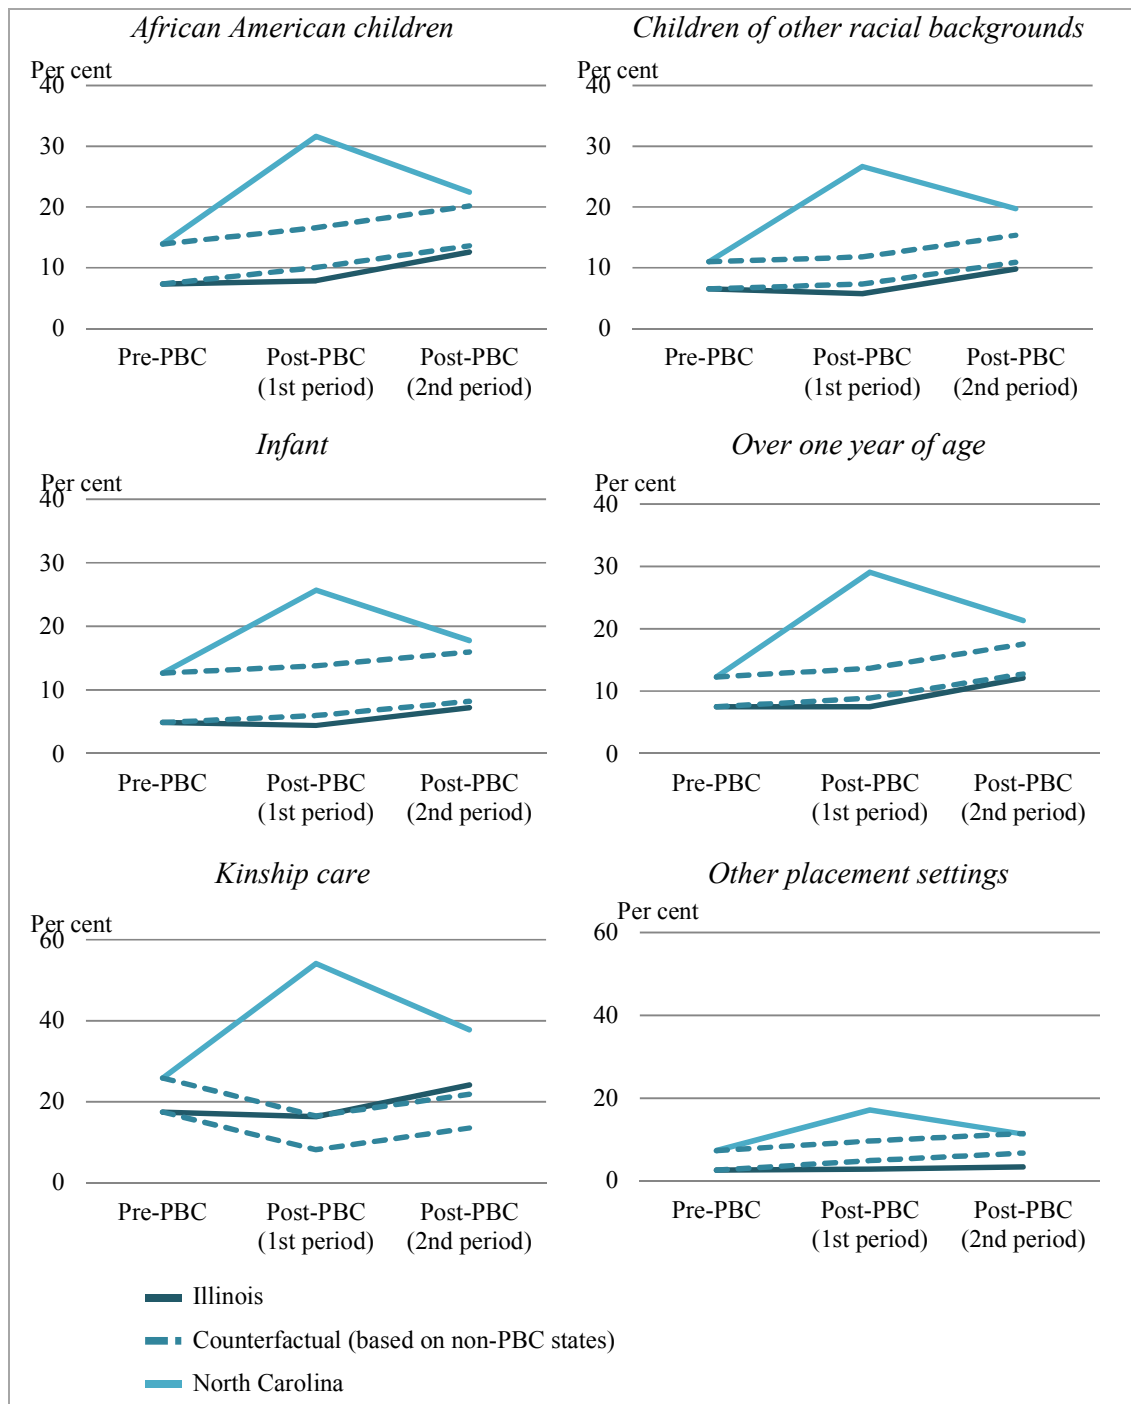 African American children
Per cent
40
30
20
10
0
Pre-PBC
Post-PBC
(1st period)
Post-PBC
(2nd period)
Children of other racial backgrounds
Per cent
40
30
20
10
0
Pre-PBC
Post-PBC
(1st period)
Post-PBC
(2nd period)
Infant
Per cent
40
30
20
10
0
Pre-PBC
Post-PBC
(1st period)
Post-PBC
(2nd period)
Over one year of age
Per cent
40
30
20
10
0
Pre-PBC
Post-PBC
(1st period)
Post-PBC
(2nd period)
Kinship care
Per cent
60
40
20
0
Pre-PBC
Post-PBC
(1st period)
Post-PBC
(2nd period)
Other placement settings
Per cent
60
40
20
0
Pre-PBC
Post-PBC
(1st period)
Post-PBC
(2nd period)
Illinois
Counterfactual (based on non-PBC states)
North Carolina